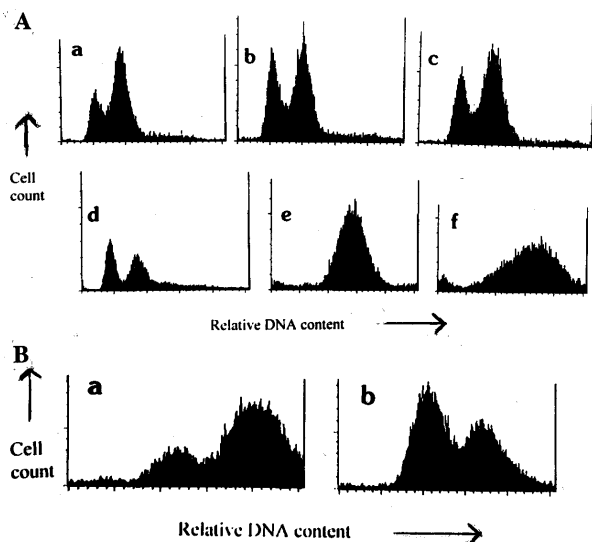 A
a
b
c
Cell
count
d
e
f
Relative DNA content
B
a
b
Cell
count
Relative DNA content